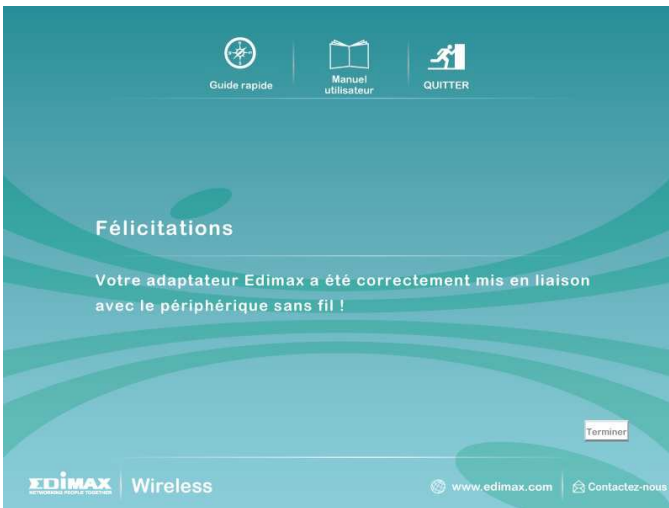 Guide rapide
Manuel
utilisateur
QUITTER
Félicitations
Votre adaptateur Edimax a été correctement mis en liaison
avec le périphérique sans fil !
Terminer
EDIMAX
NETWORKING PEOPLE TOGETHER
Wireless
www.edimax.com
Contactez-nous